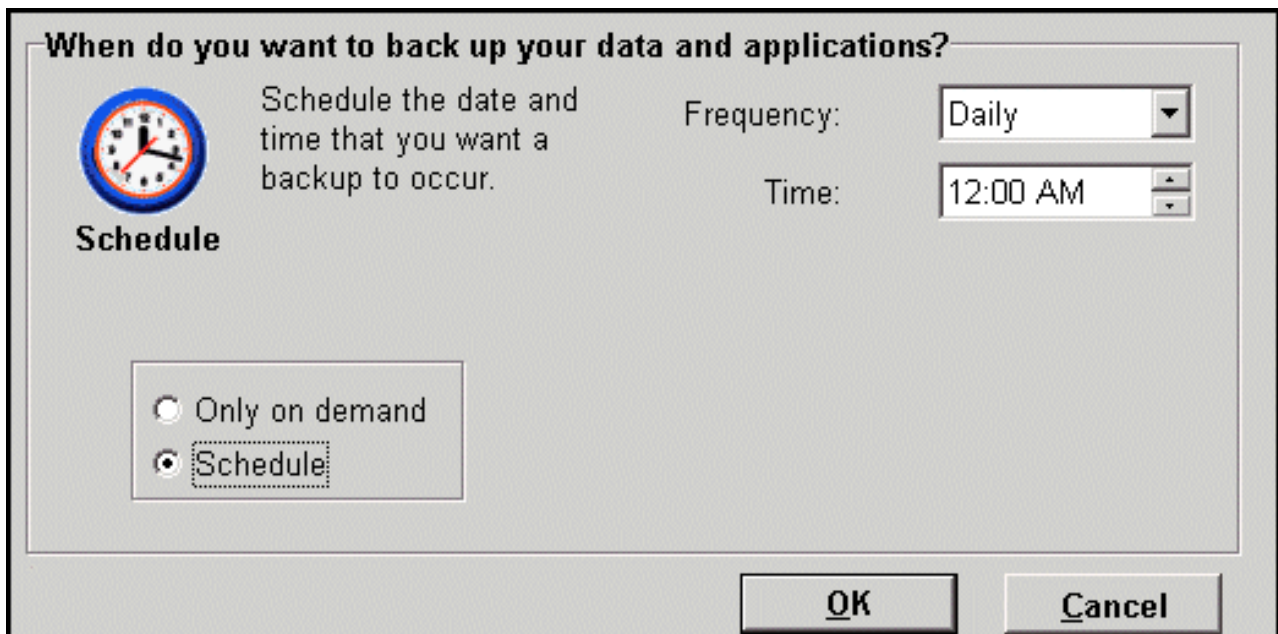 When do you want to back up your data and applications?
Schedule the date and
time that you want a
backup to occur.
Schedule
Frequency:
Daily
Time:
12:00 AM
Only on demand
Schedule
OK
Cancel